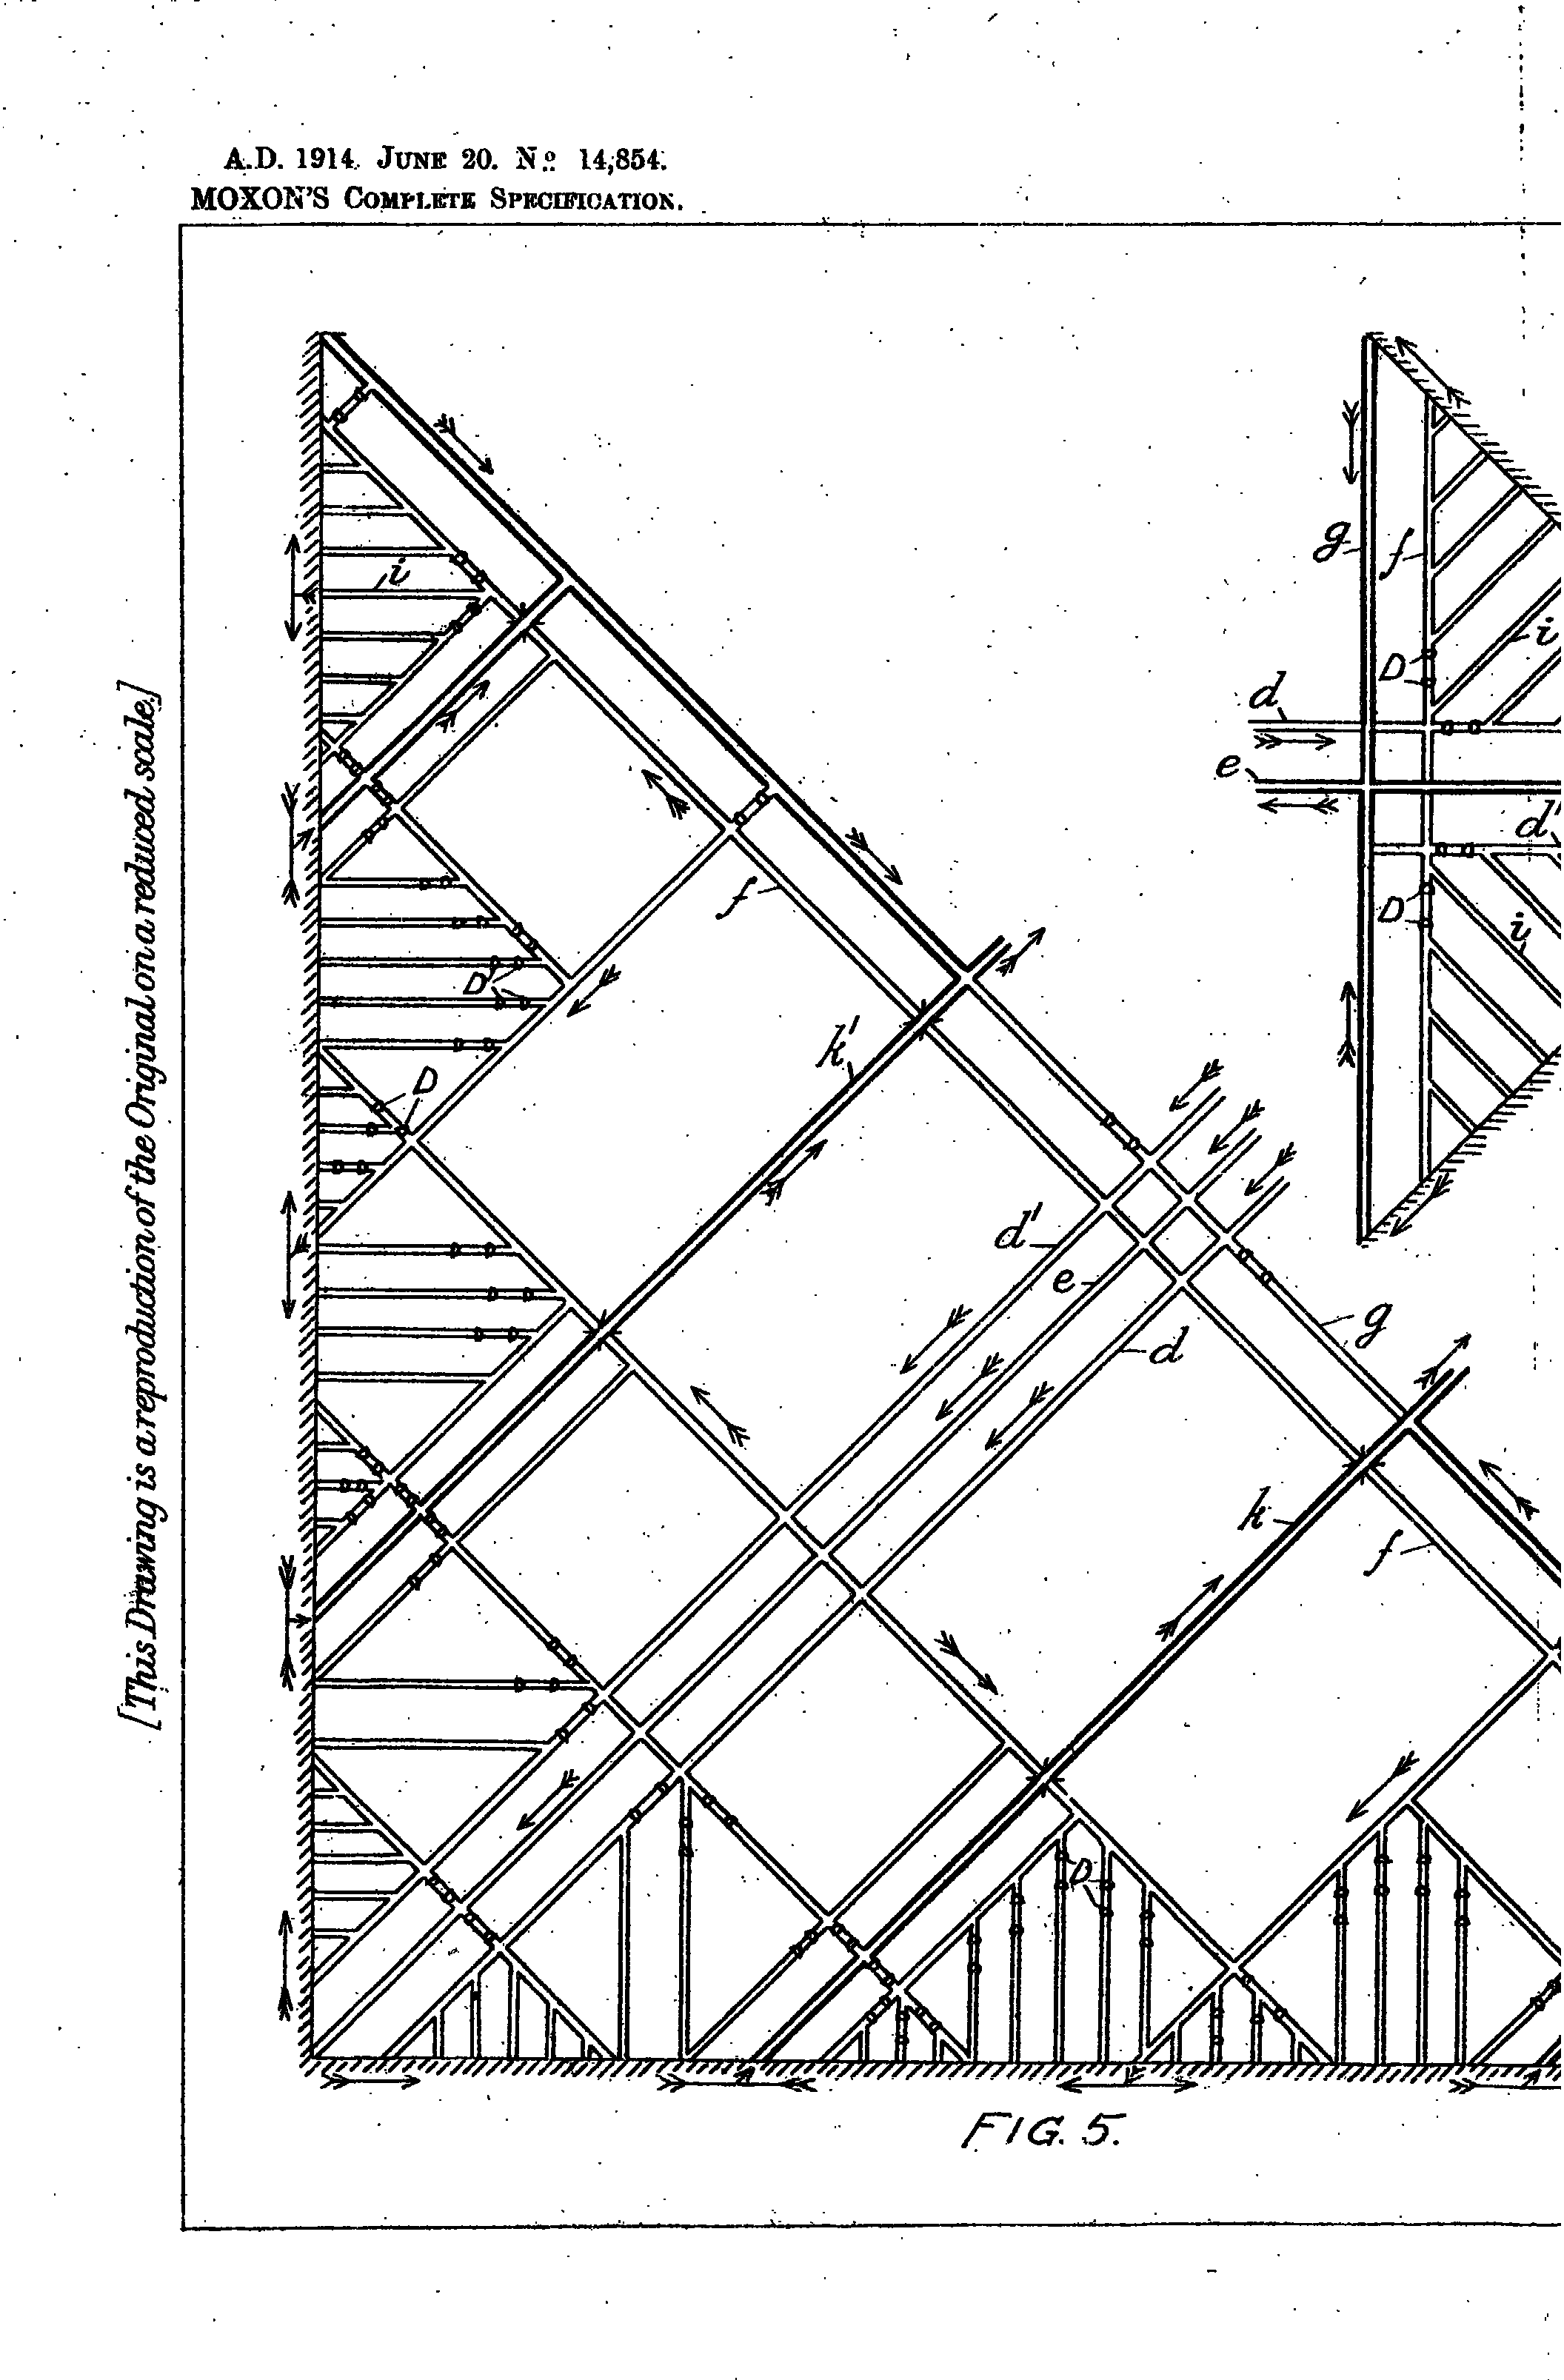 A.D. 1914. JUNE 20. No. 14,854.
MOXON'S COMPLETE SPECIFICATION.
[This Drawing is a reproduction of the Original on a reduced scale.]
i
f
D
D
k'
d'
e
d
g
k
f
D
g
f
i
D
d
e
d'
D
i
FIG. 5.